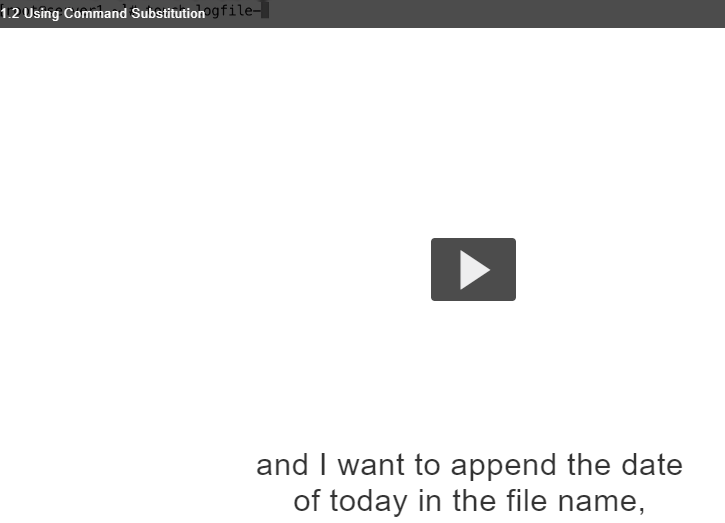 1.2 Using Command Substitution
logfile-
and I want to append the date
of today in the file name,